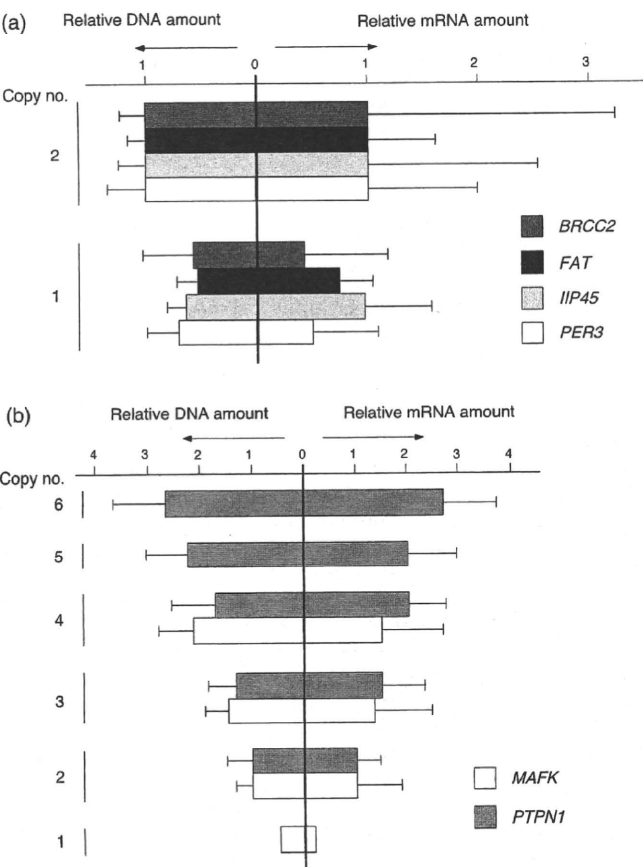 (a)
Relative DNA amount Relative mRNA amount
1 0 1 2 3
Copy no.
2
1
BRCC2
FAT
IIP45
PER3
(b)
Relative DNA amount Relative mRNA amount
4 3 2 1 0 1 2 3 4
Copy no.
6
5
4
3
2
1
MAFK
PTPN1